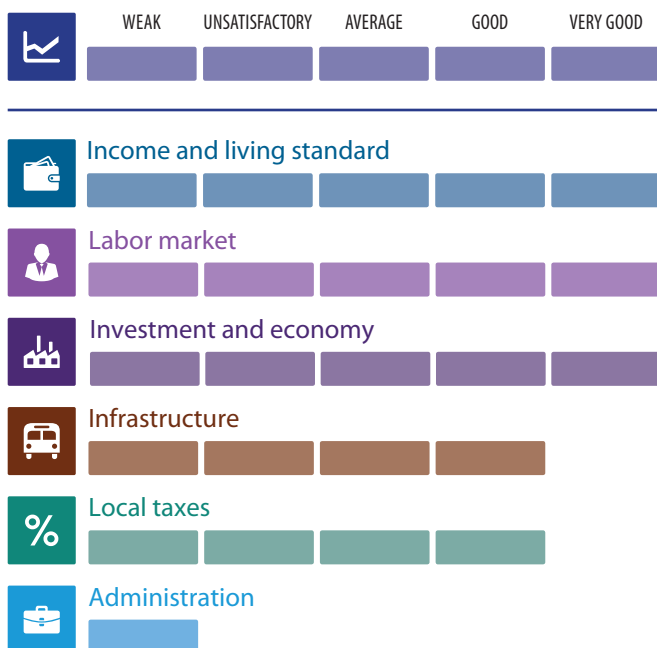 WEAK UNSATISFACTORY AVERAGE GOOD VERY GOOD
Income and living standard
Labor market
Investment and economy
Infrastructure
Local taxes
%
Administration